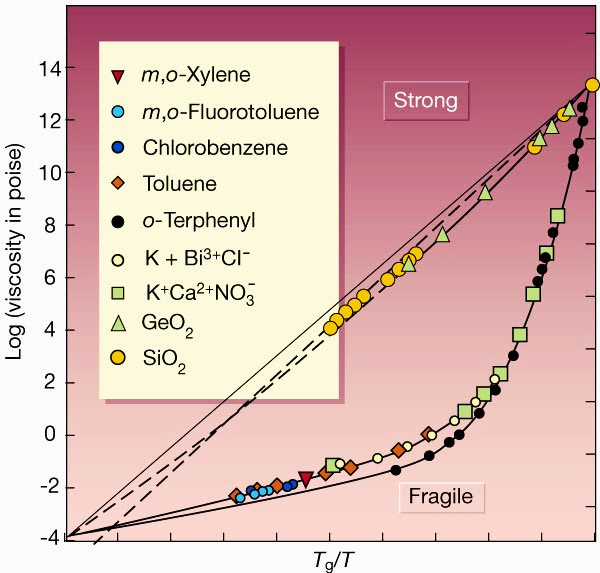 Log (viscosity in poise)
14
12
10
8
6
4
2
0
-2
-4
m,o-Xylene
m,o-Fluorotoluene
Chlorobenzene
Toluene
o-Terphenyl
K + Bi³⁺Cl⁻
K⁺Ca²⁺NO₃⁻
GeO₂
SiO₂
Strong
Fragile
Tg/T